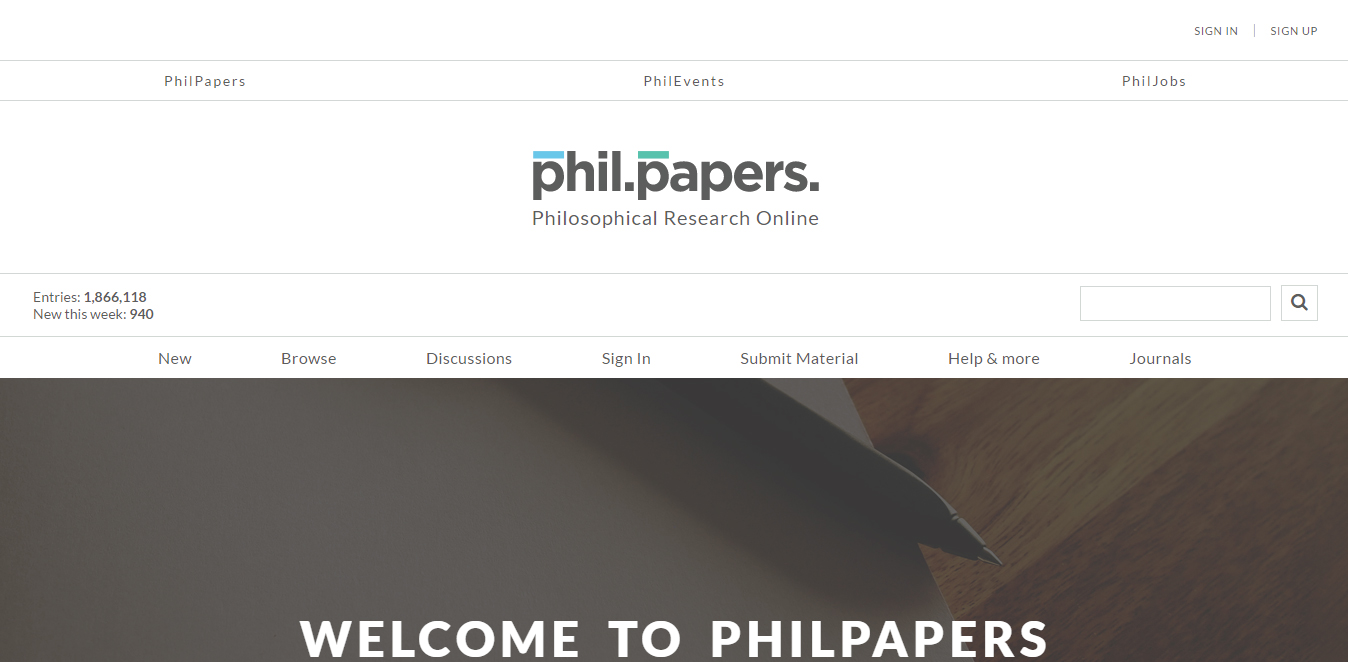 SIGN IN | SIGN UP
PhilPapers PhilEvents PhilJobs
phil.papers.
Philosophical Research Online
Entries: 1,866,118
New this week: 940
New Browse Discussions Sign In Submit Material Help & more Journals
WELCOME TO PHILPAPERS